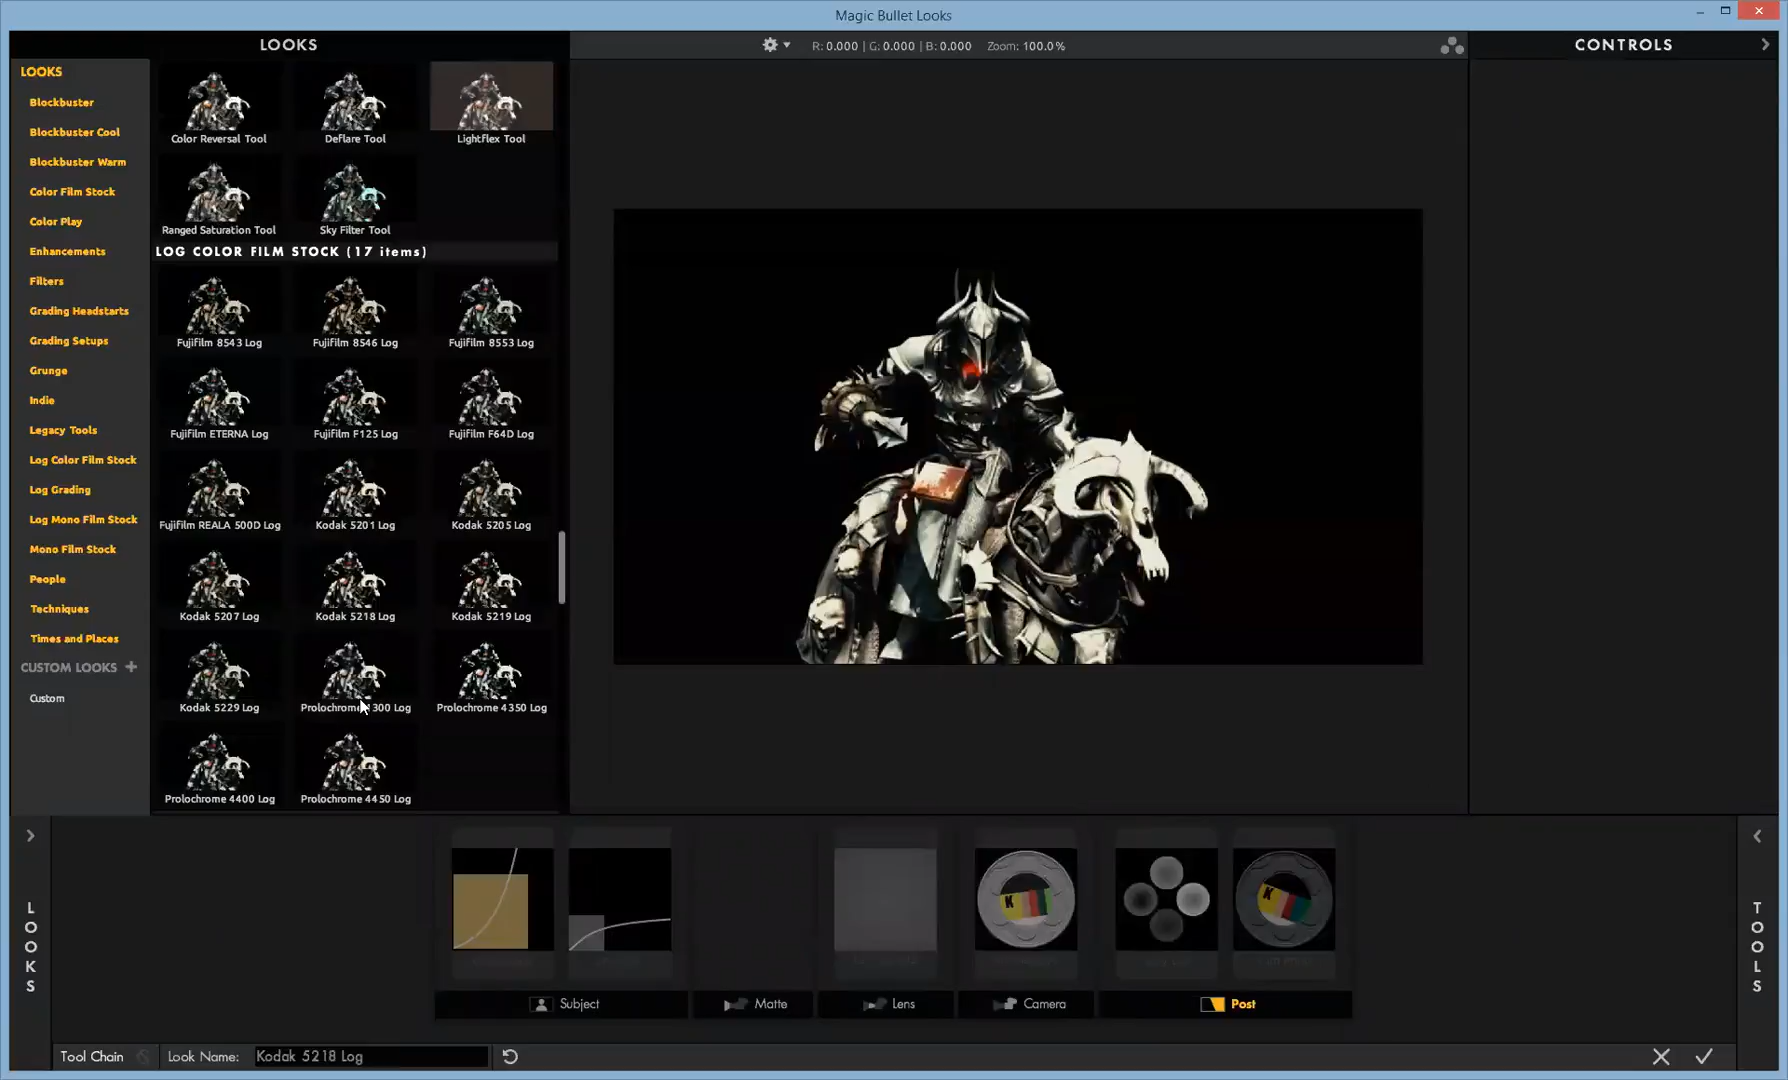 Magic Bullet Looks
LOOKS
R: 0.000 | G: 0.000 | B: 0.000 Zoom: 100.0%
CONTROLS
LOOKS
Blockbuster
Blockbuster Cool
Blockbuster Warm
Color Film Stock
Color Play
Enhancements
Filters
Grading Headstarts
Grading Setups
Grunge
Indie
Legacy Tools
Log Color Film Stock
Log Grading
Log Mono Film Stock
Mono Film Stock
People
Techniques
Times and Places
CUSTOM LOOKS +
Custom
Color Reversal Tool Deflare Tool Lightflex Tool
Ranged Saturation Tool Sky Filter Tool
LOG COLOR FILM STOCK (17 items)
Fujifilm 8543 Log Fujifilm 8546 Log Fujifilm 8553 Log
Fujifilm ETERNA Log Fujifilm F125 Log Fujifilm F64D Log
Fujifilm REALA 500D Log Kodak 5201 Log Kodak 5205 Log
Kodak 5207 Log Kodak 5218 Log Kodak 5219 Log
Kodak 5229 Log Prolochrome 300 Log Prolochrome 4350 Log
Prolochrome 4400 Log Prolochrome 4450 Log
LOOKS
K
K
TOOLS
Subject Matte Lens Camera Post
Tool Chain Look Name: Kodak 5218 Log